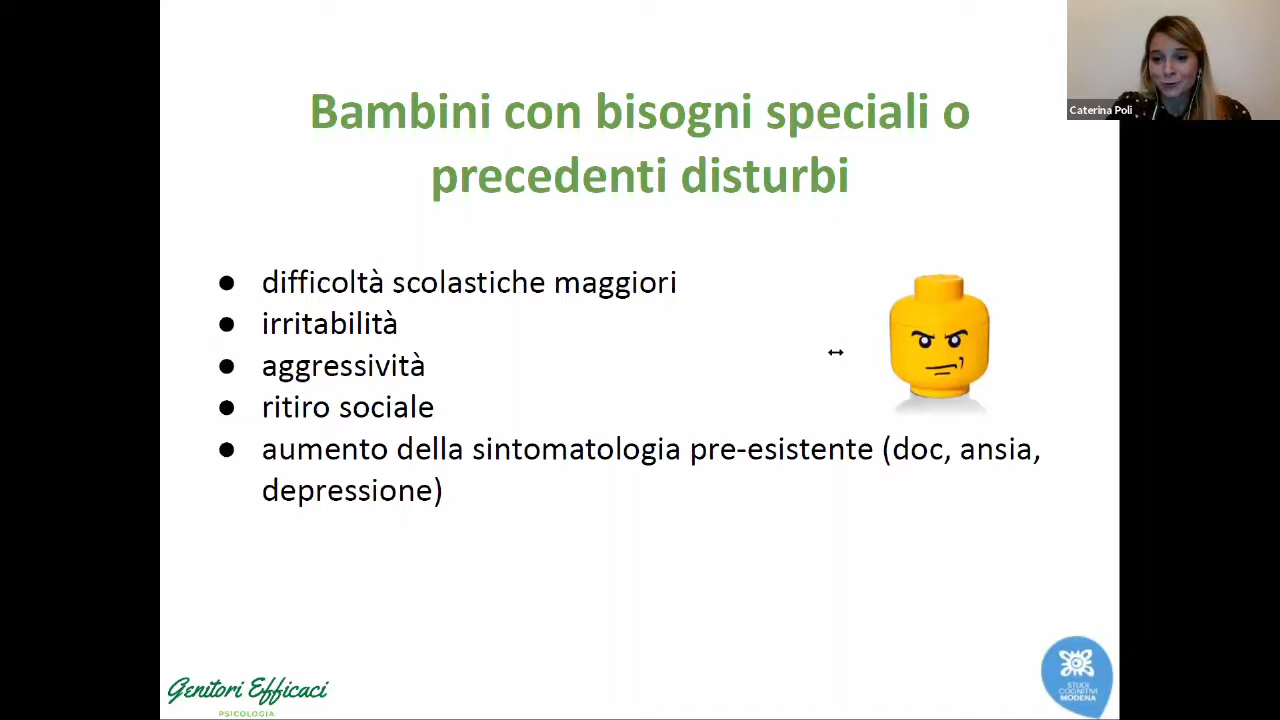 Bambini con bisogni speciali o
precedenti disturbi
Caterina Poli
● difficoltà scolastiche maggiori
● irritabilità
● aggressività
● ritiro sociale
● aumento della sintomatologia pre-esistente (doc, ansia,
depressione)
Genitori Efficaci
PSICOLOGIA
STUDI
COGNITIVI
MODENA